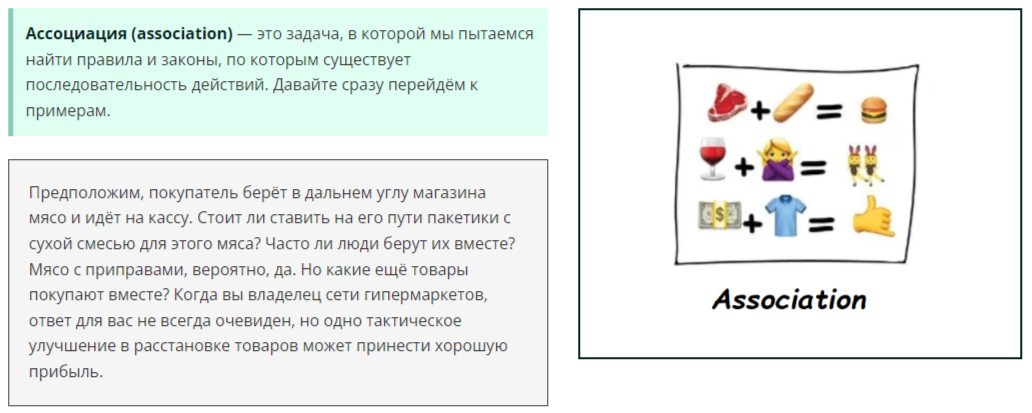 Ассоциация (association) — это задача, в которой мы пытаемся
найти правила и законы, по которым существует
последовательность действий. Давайте сразу перейдём к
примерам.
Предположим, покупатель берёт в дальнем углу магазина
мясо и идёт на кассу. Стоит ли ставить на его пути пакетики с
сухой смесью для этого мяса? Часто ли люди берут их вместе?
Мясо с приправами, вероятно, да. Но какие ещё товары
покупают вместе? Когда вы владелец сети гипермаркетов,
ответ для вас не всегда очевиден, но одно тактическое
улучшение в расстановке товаров может принести хорошую
прибыль.
+ =
+ =
$ + =
Association